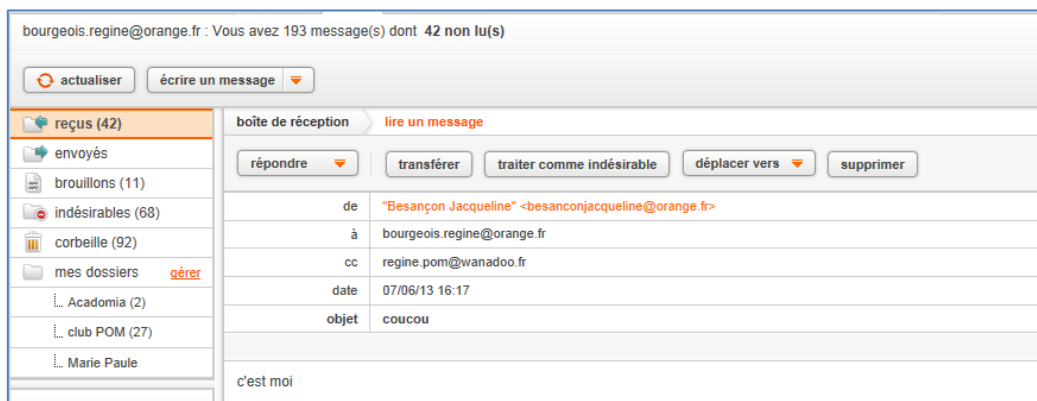 bourgeois.regine@orange.fr : Vous avez 193 message(s) dont 42 non lu(s)
actualiser écrire un message
reçus (42)
envoyés
brouillons (11)
indésirables (68)
corbeille (92)
mes dossiers gérer
Acadomia (2)
club POM (27)
Marie Paule
boîte de réception lire un message
répondre transférer traiter comme indésirable déplacer vers supprimer
de "Besançon Jacqueline" <besanconjacqueline@orange.fr>
à bourgeois.regine@orange.fr
cc regine.pom@wanadoo.fr
date 07/06/13 16:17
objet coucou
c'est moi